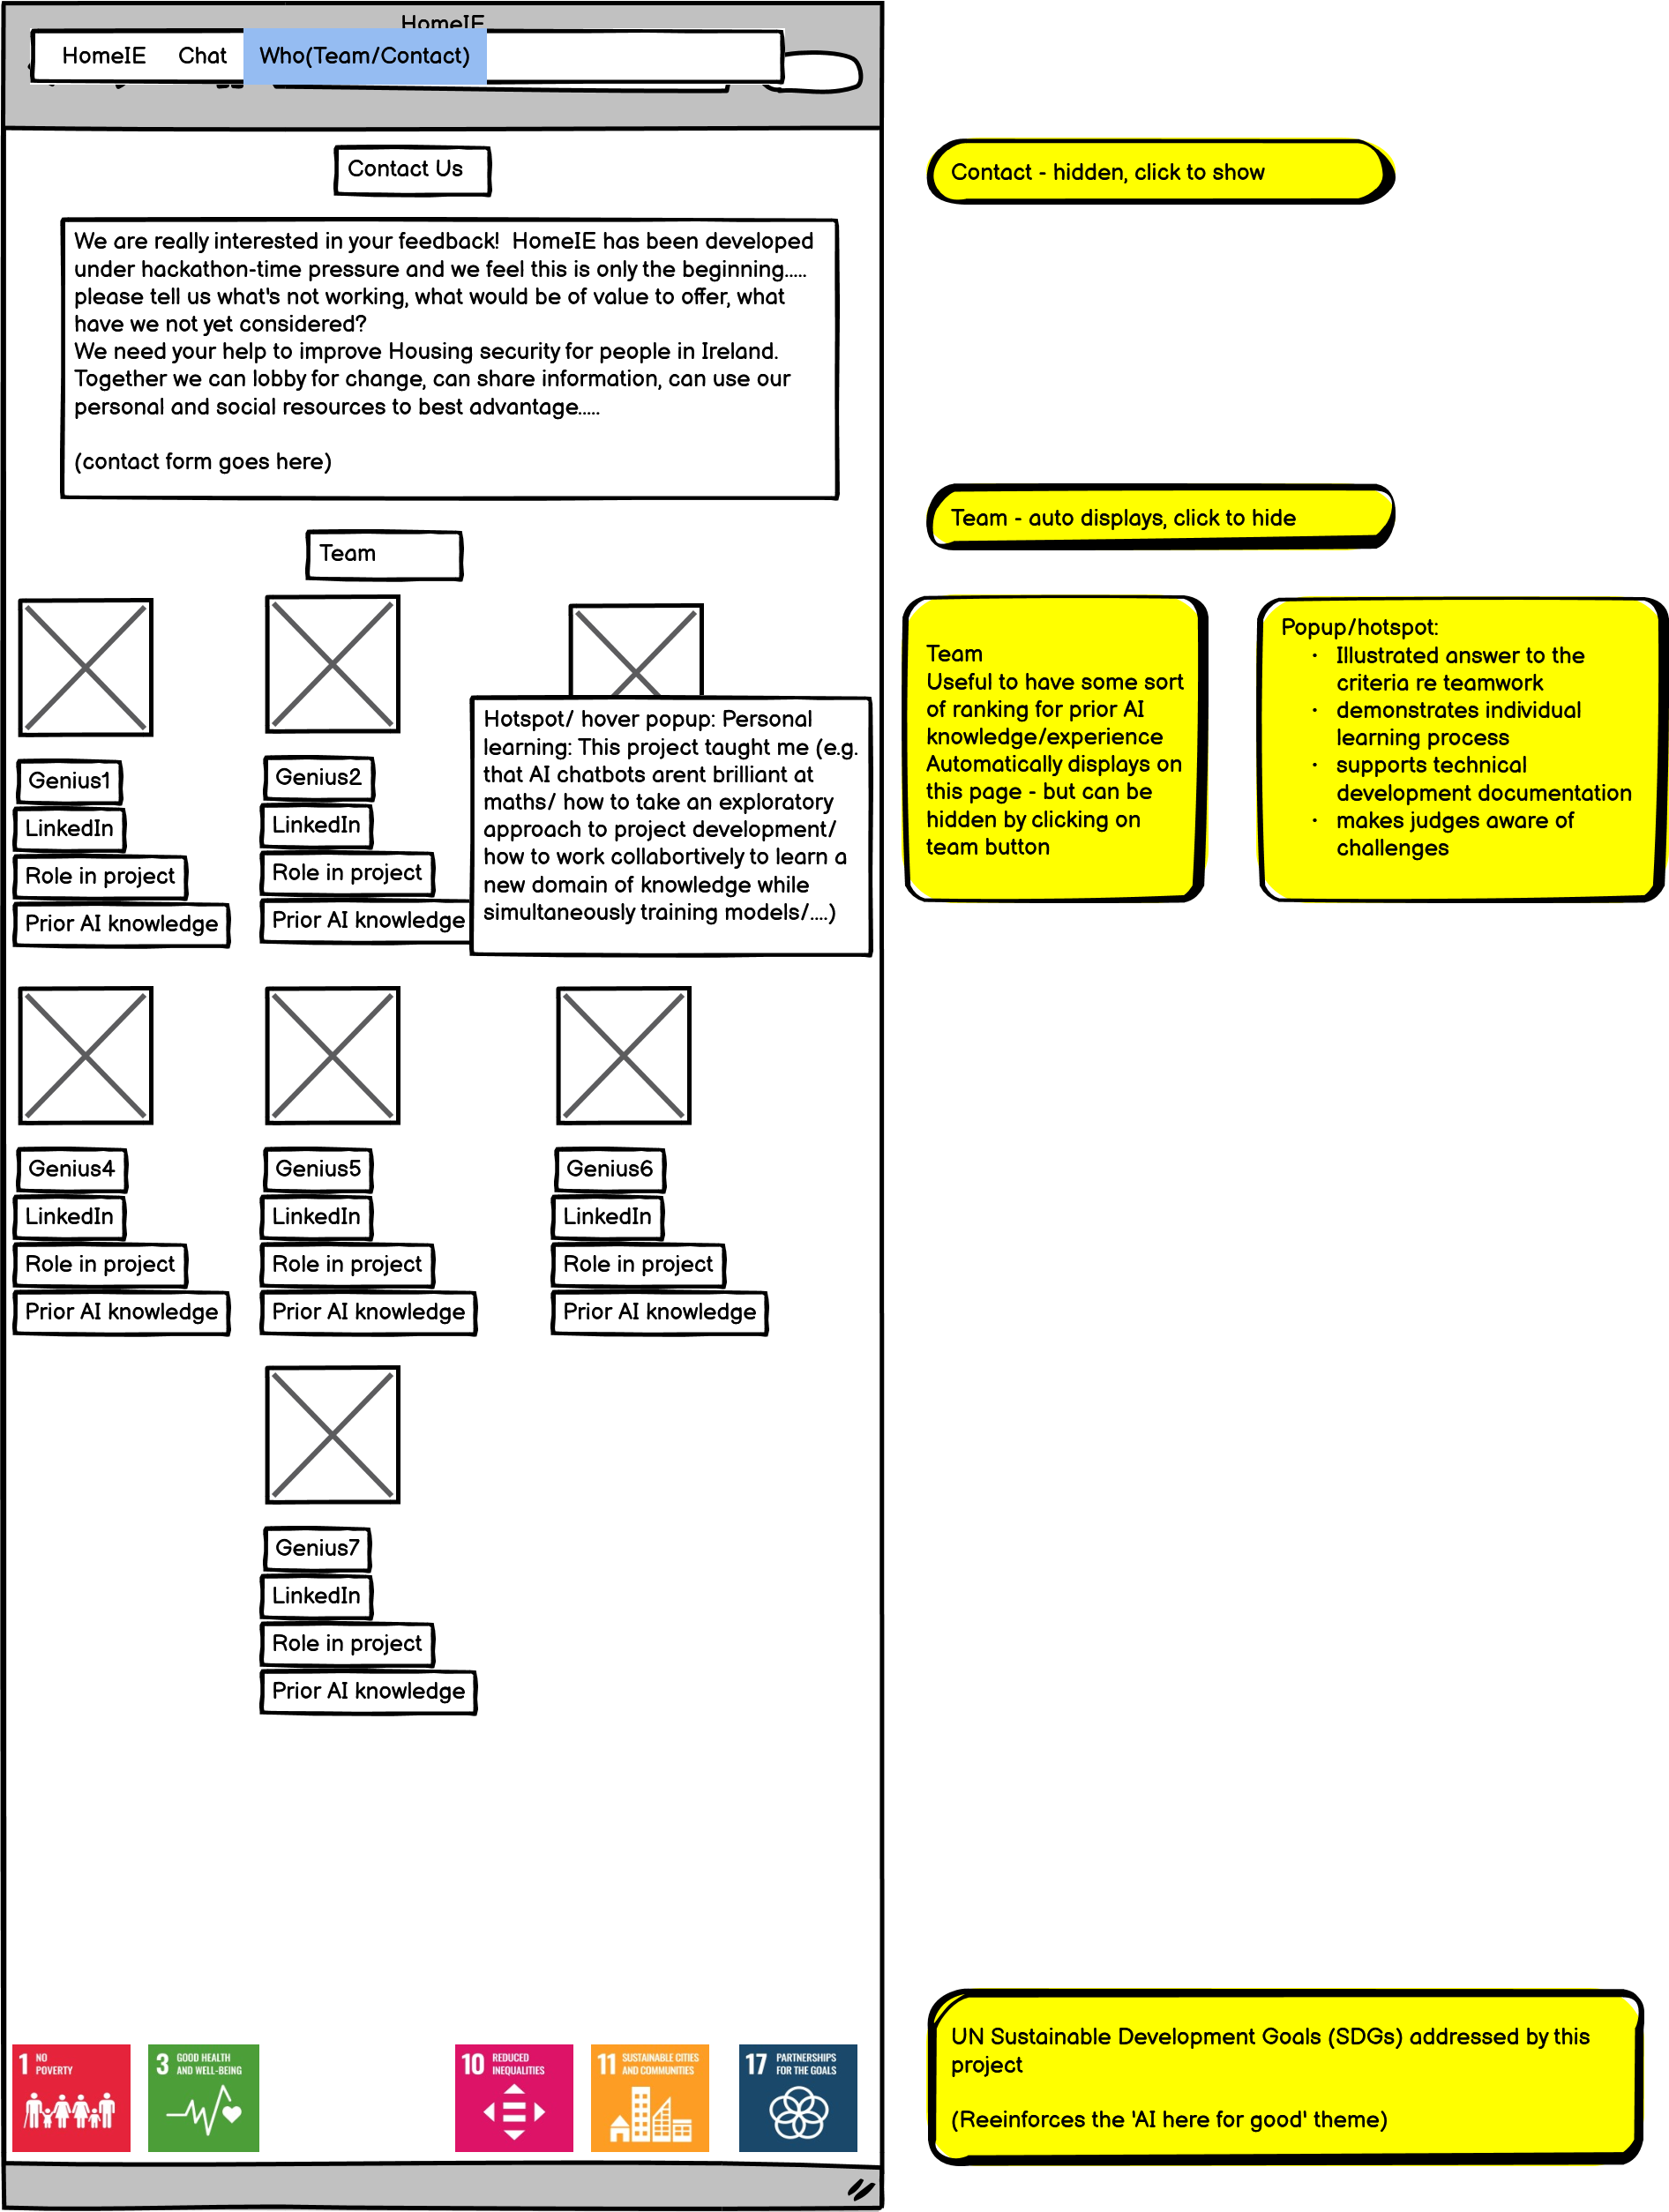 HomeIE
HomeIE Chat Who(Team/Contact)
Contact Us
We are really interested in your feedback!  HomeIE has been developed
under hackathon-time pressure and we feel this is only the beginning.....
please tell us what's not working, what would be of value to offer, what
have we not yet considered?
We need your help to improve Housing security for people in Ireland.
Together we can lobby for change, can share information, can use our
personal and social resources to best advantage.....
(contact form goes here)
Contact - hidden, click to show
Team - auto displays, click to hide
Team
Genius1
LinkedIn
Role in project
Prior AI knowledge
Genius2
LinkedIn
Role in project
Prior AI knowledge
Hotspot/ hover popup: Personal
learning: This project taught me (e.g.
that AI chatbots arent brilliant at
maths/ how to take an exploratory
approach to project development/
how to work collabortively to learn a
new domain of knowledge while
simultaneously training models/....)
Team
Useful to have some sort
of ranking for prior AI
knowledge/experience
Automatically displays on
this page - but can be
hidden by clicking on
team button
Popup/hotspot:
· Illustrated answer to the
criteria re teamwork
· demonstrates individual
learning process
· supports technical
development documentation
· makes judges aware of
challenges
Genius4
LinkedIn
Role in project
Prior AI knowledge
Genius5
LinkedIn
Role in project
Prior AI knowledge
Genius6
LinkedIn
Role in project
Prior AI knowledge
Genius7
LinkedIn
Role in project
Prior AI knowledge
1 NO
POVERTY
3 GOOD HEALTH
AND WELL-BEING
10 REDUCED
INEQUALITIES
11 SUSTAINABLE CITIES
AND COMMUNITIES
17 PARTNERSHIPS
FOR THE GOALS
UN Sustainable Development Goals (SDGs) addressed by this
project
(Reeinforces the 'AI here for good' theme)